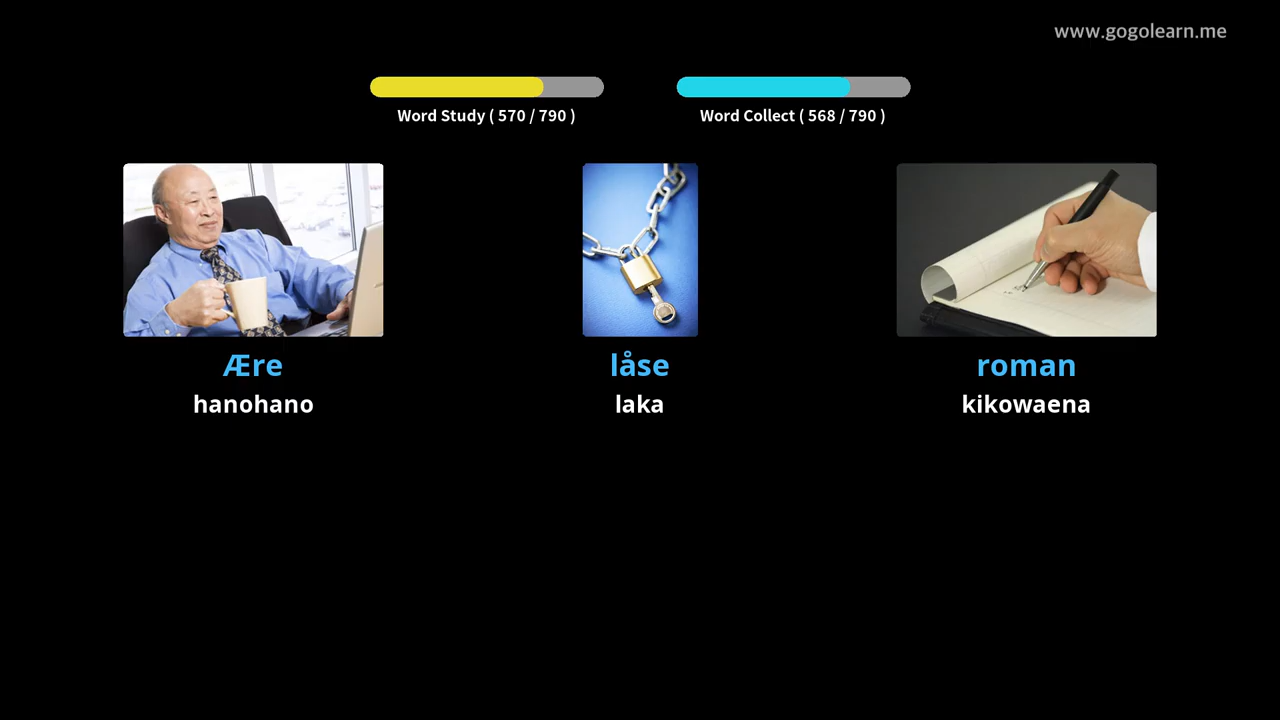 www.gogolearn.me
Word Study ( 570 / 790 )
Word Collect ( 568 / 790 )
Ære
låse
roman
hanohano
laka
kikowaena